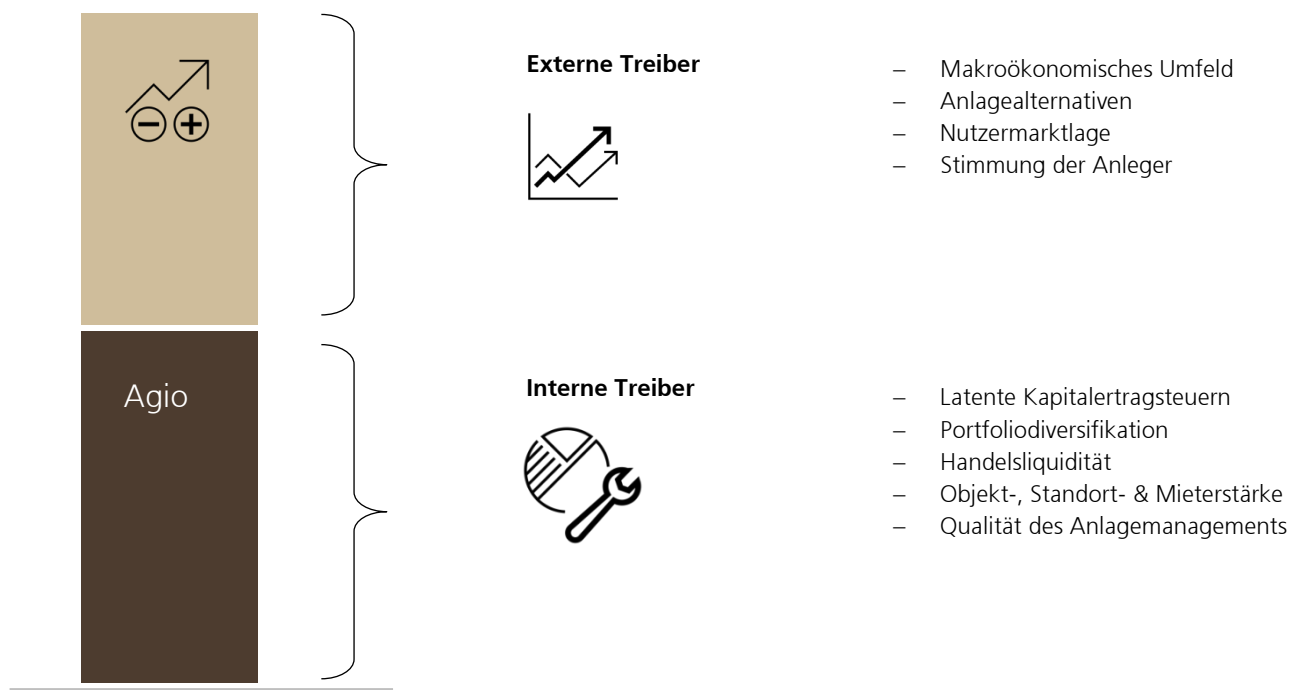 Externe Treiber
– Makroökonomisches Umfeld
– Anlagealternativen
– Nutzermarktlage
– Stimmung der Anleger
Agio
Interne Treiber
– Latente Kapitalertragsteuern
– Portfoliodiversifikation
– Handelsliquidität
– Objekt-, Standort- & Mieterstärke
– Qualität des Anlagemanagements